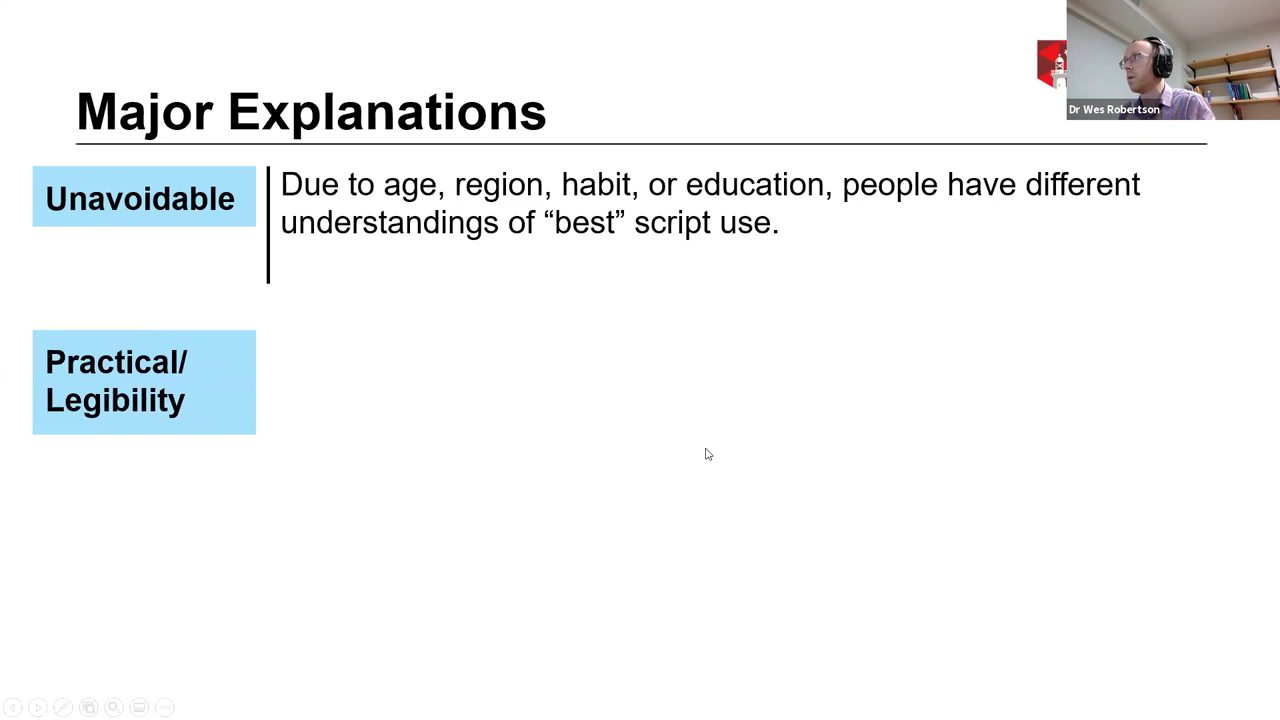 Major Explanations
Dr Wes Robertson
Unavoidable
Due to age, region, habit, or education, people have different
understandings of “best” script use.
Practical/
Legibility